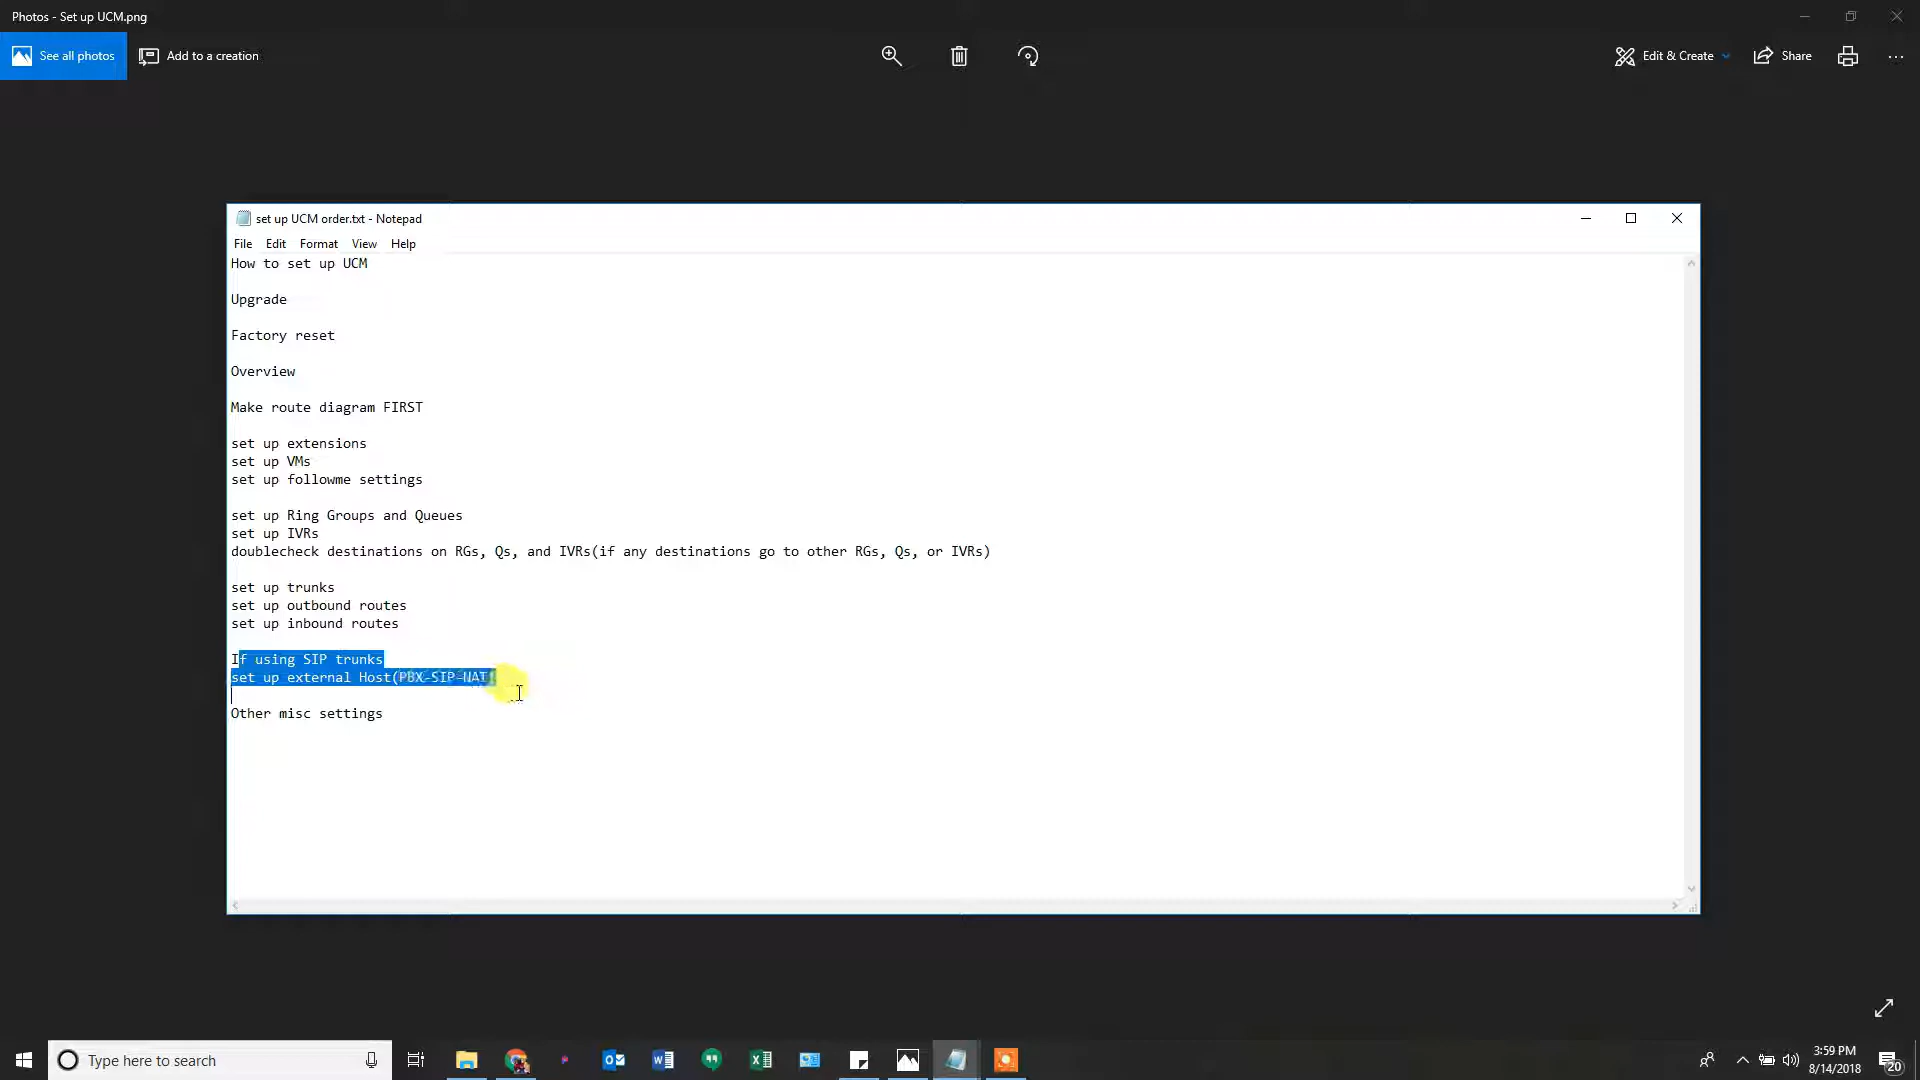 Photos - Set up UCM.png
See all photos
Add to a creation
Edit & Create
Share
set up UCM order.txt - Notepad
File Edit Format View Help
How to set up UCM
Upgrade
Factory reset
Overview
Make route diagram FIRST
set up extensions
set up VMs
set up followme settings
set up Ring Groups and Queues
set up IVRs
doublecheck destinations on RGs, Qs, and IVRs(if any destinations go to other RGs, Qs, or IVRs)
set up trunks
set up outbound routes
set up inbound routes
If using SIP trunks
set up external Host(PBX-SIP-NAT)
Other misc settings
Type here to search
3:59 PM
8/14/2018
20